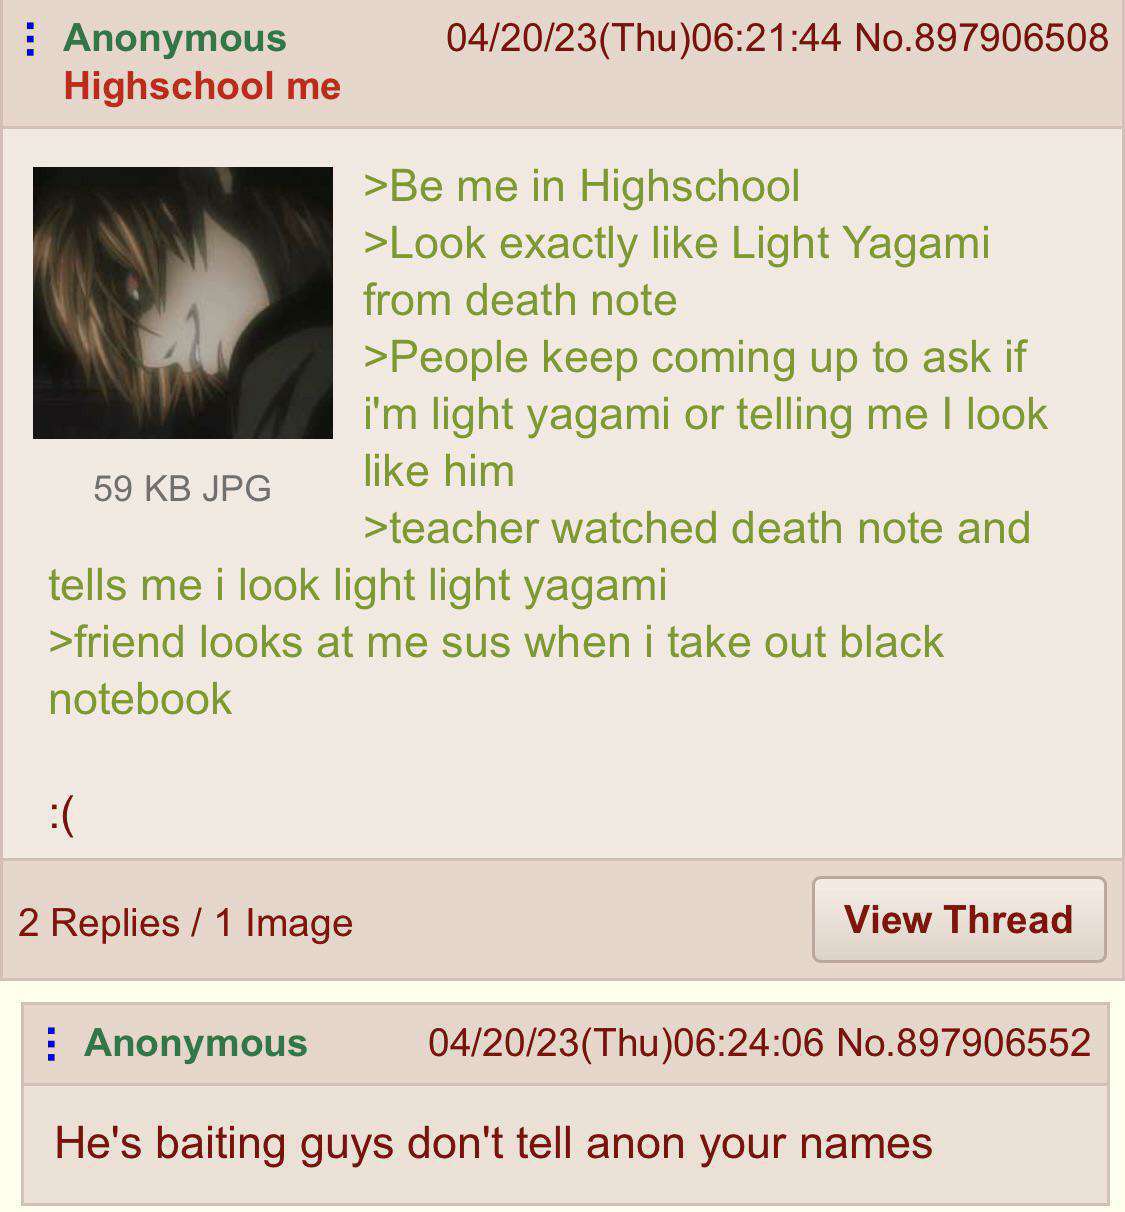 Anonymous 04/20/23(Thu)06:21:44 No.897906508
Highschool me
>Be me in Highschool
>Look exactly like Light Yagami
from death note
>People keep coming up to ask if
i'm light yagami or telling me I look
like him
59 KB JPG
>teacher watched death note and
tells me i look light light yagami
>friend looks at me sus when i take out black
notebook
:(
2 Replies / 1 Image View Thread
Anonymous 04/20/23(Thu)06:24:06 No.897906552
He's baiting guys don't tell anon your names